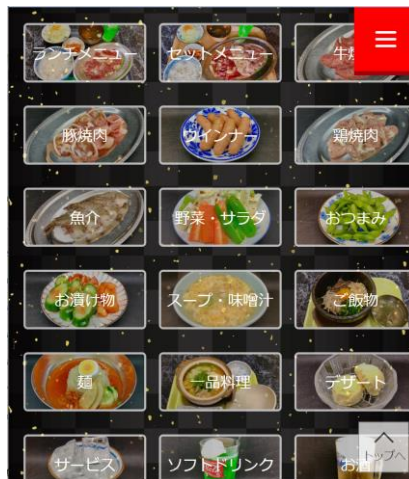 ランチメニュー
セットメニュー
牛焼
豚焼肉
ウインナー
鶏焼肉
魚介
野菜・サラダ
おつまみ
お漬け物
スープ・味噌汁
ご飯物
麺
一品料理
デザート
サービス
ソフトドリンク
お酒
トップへ